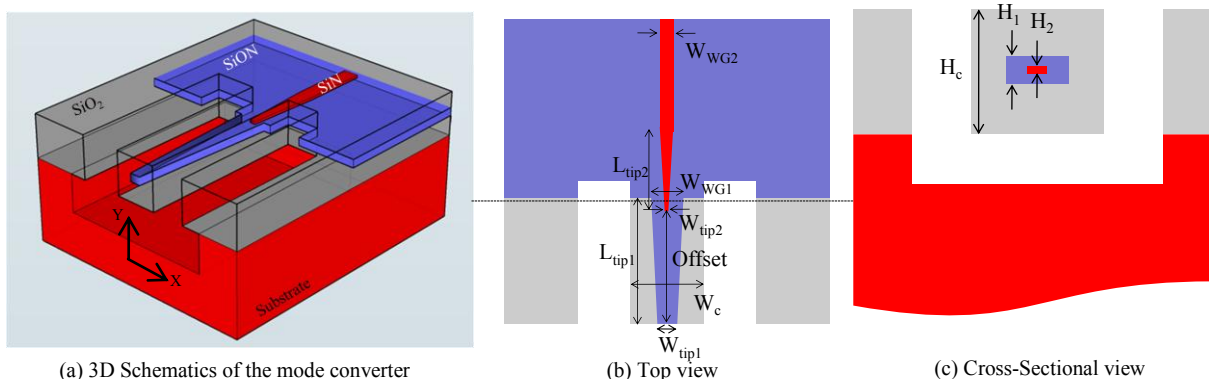 SiO2
SiON
SiN
Y
X
Substrate
(a) 3D Schematics of the mode converter
WWG2
Ltip2
WWG1
Wtip2
Ltip1
Offset
Wc
Wtip1
(b) Top view
H1
H2
Hc
(c) Cross-Sectional view